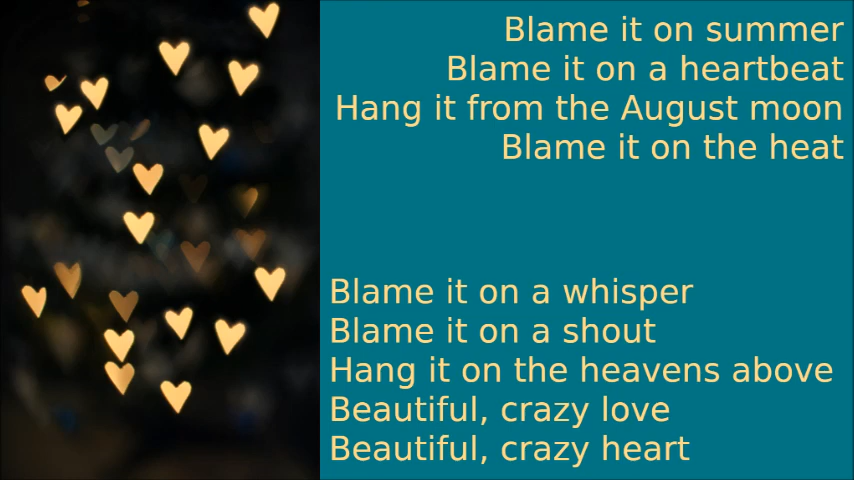 Blame it on summer
Blame it on a heartbeat
Hang it from the August moon
Blame it on the heat
Blame it on a whisper
Blame it on a shout
Hang it on the heavens above
Beautiful, crazy love
Beautiful, crazy heart